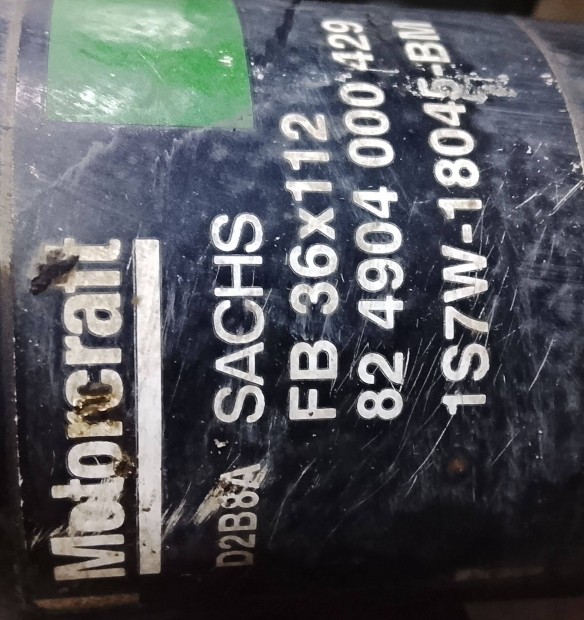 Motorcraft
D2B8A SACHS
FB 36x112
82 4904 000 429
1S7W-18045-BM